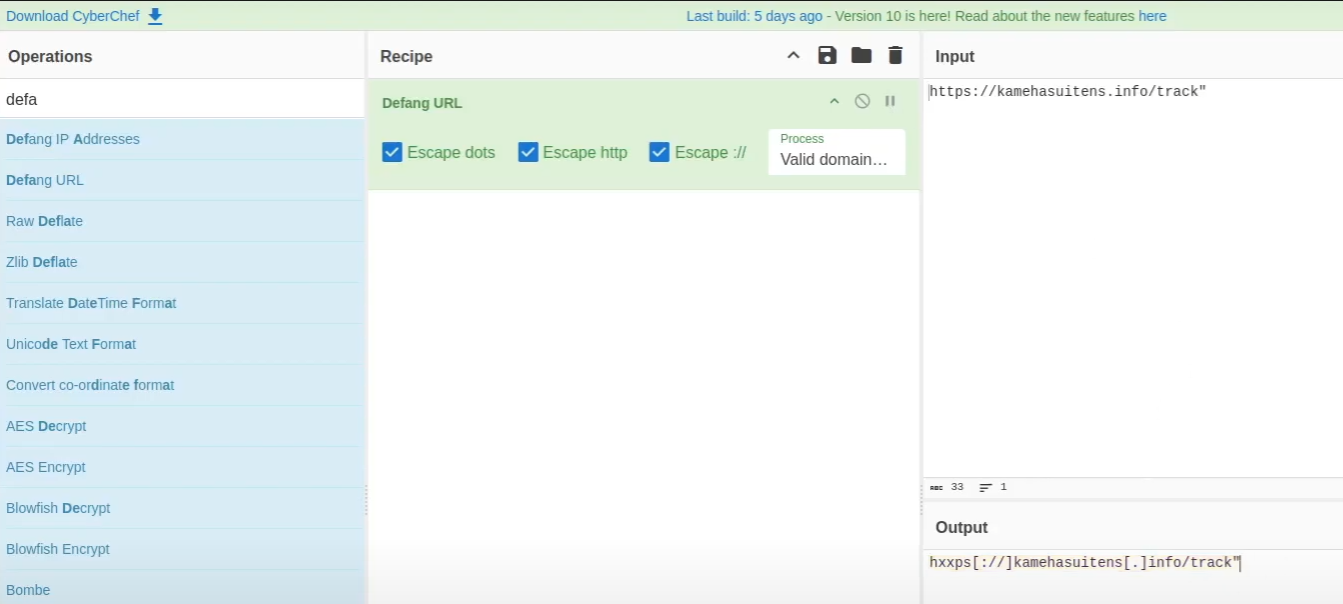 Download CyberChef
Last build: 5 days ago - Version 10 is here! Read about the new features here
Operations
defa
Defang IP Addresses
Defang URL
Raw Deflate
Zlib Deflate
Translate DateTime Format
Unicode Text Format
Convert co-ordinate format
AES Decrypt
AES Encrypt
Blowfish Decrypt
Blowfish Encrypt
Bombe
Recipe
Defang URL
Escape dots Escape http Escape ://
Process
Valid domain...
Input
https://kamehasuitens.info/track"
ABC 33 1
Output
hxxps[://]kamehasuitens[.]info/track"